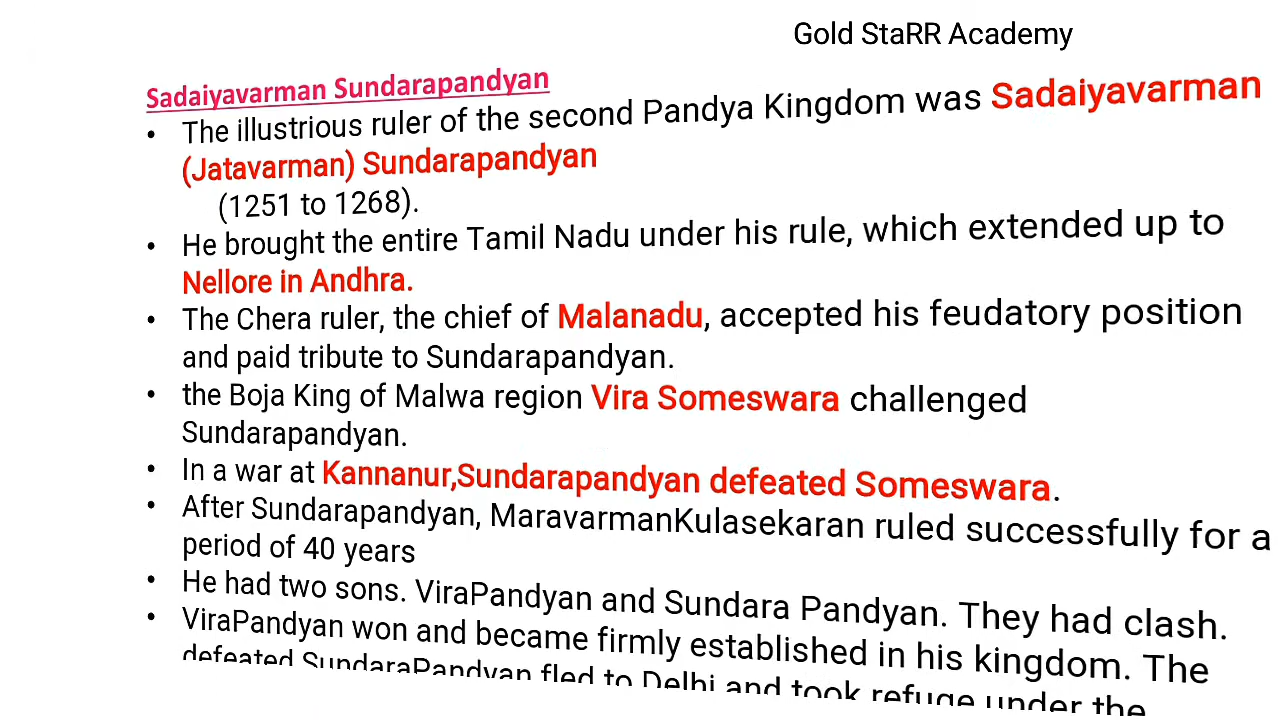 Gold StaRR Academy
Sadaiyavarman Sundarapandyan
• The illustrious ruler of the second Pandya Kingdom was Sadaiyavarman
(Jatavarman) Sundarapandyan
(1251 to 1268).
• He brought the entire Tamil Nadu under his rule, which extended up to
Nellore in Andhra.
• The Chera ruler, the chief of Malanadu, accepted his feudatory position
and paid tribute to Sundarapandyan.
• the Boja King of Malwa region Vira Someswara challenged
Sundarapandyan.
• In a war at Kannanur,Sundarapandyan defeated Someswara.
• After Sundarapandyan, MaravarmanKulasekaran ruled successfully for a
period of 40 years
• He had two sons. ViraPandyan and Sundara Pandyan. They had clash.
• ViraPandyan won and became firmly established in his kingdom. The
defeated SundaraPandyan fled to Delhi and took refuge under the